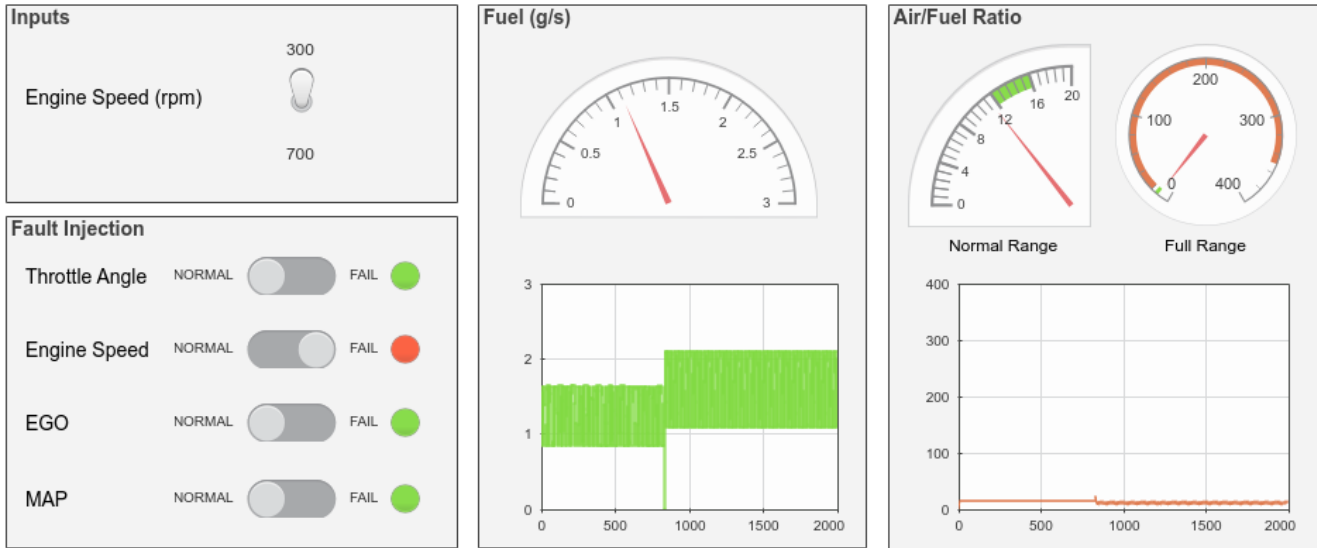 Inputs
300
Engine Speed (rpm)
700
Fault Injection
Throttle Angle NORMAL FAIL
Engine Speed NORMAL FAIL
EGO NORMAL FAIL
MAP NORMAL FAIL
Fuel (g/s)
0 0.5 1 1.5 2 2.5 3
3
2
1
0
0 500 1000 1500 2000
Air/Fuel Ratio
0 4 8 12 16 20
Normal Range
0 100 200 300 400
Full Range
400
300
200
100
0
0 500 1000 1500 2000